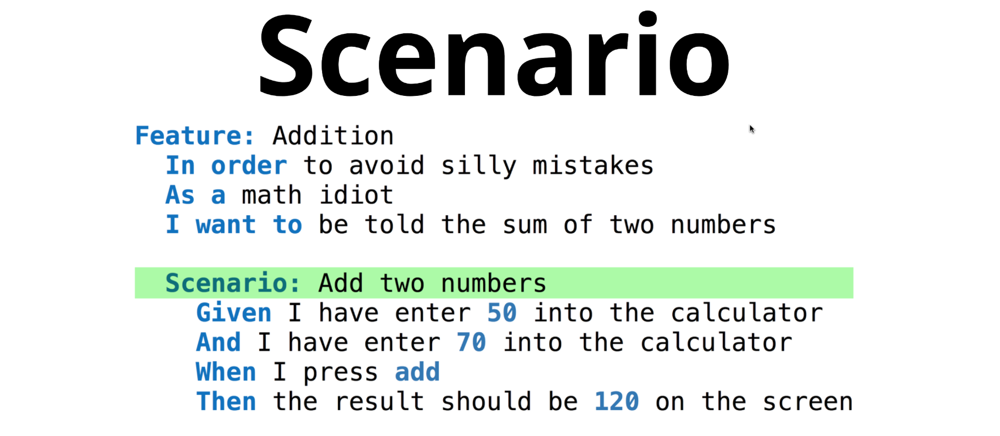 Scenario
Feature: Addition
In order to avoid silly mistakes
As a math idiot
I want to be told the sum of two numbers
Scenario: Add two numbers
Given I have enter 50 into the calculator
And I have enter 70 into the calculator
When I press add
Then the result should be 120 on the screen